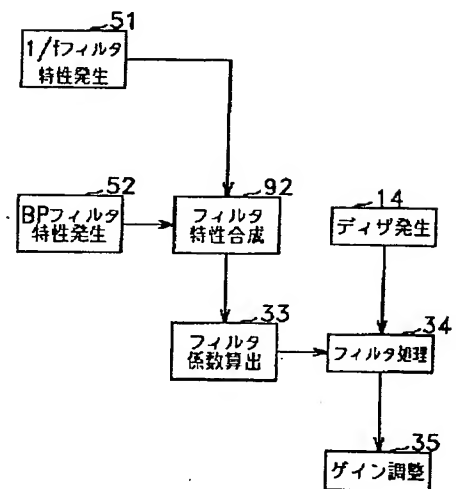 51
1/fフィルタ
特性発生
52
BPフィルタ
特性発生
92
フィルタ
特性合成
14
ディザ発生
33
フィルタ
係数算出
34
フィルタ処理
35
ゲイン調整